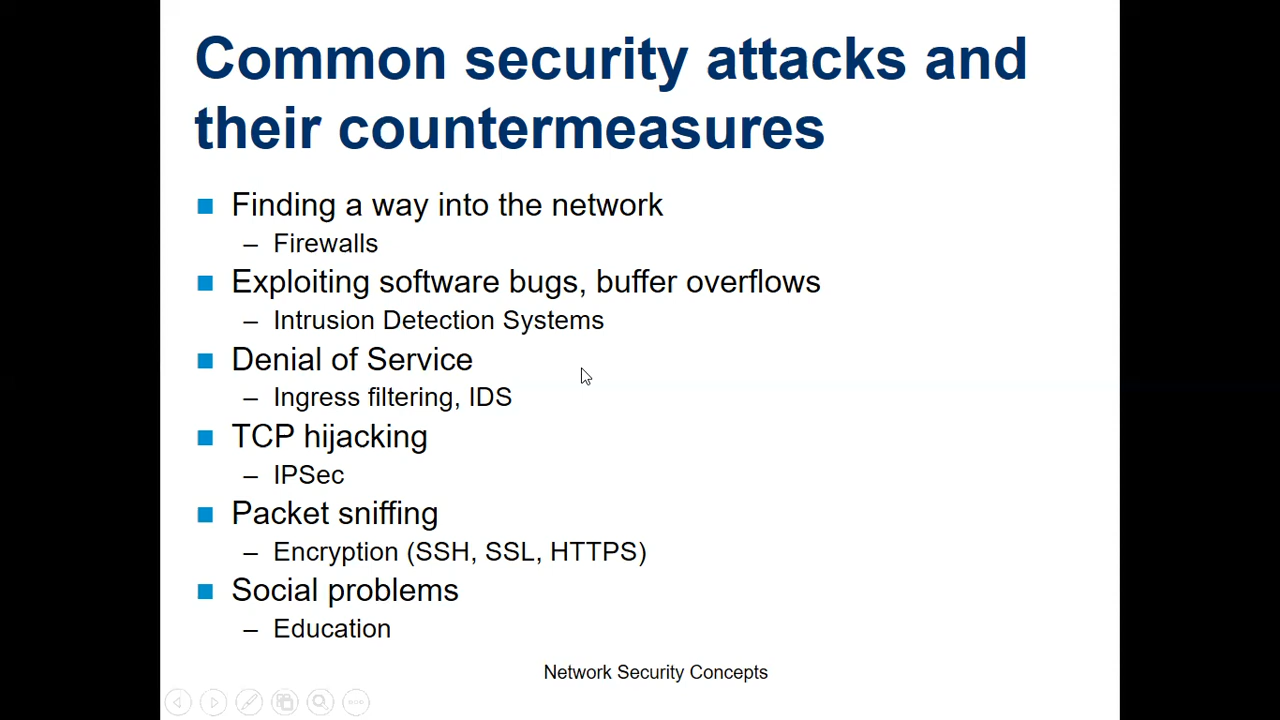 Common security attacks and
their countermeasures
■ Finding a way into the network
– Firewalls
■ Exploiting software bugs, buffer overflows
– Intrusion Detection Systems
■ Denial of Service
– Ingress filtering, IDS
■ TCP hijacking
– IPSec
■ Packet sniffing
– Encryption (SSH, SSL, HTTPS)
■ Social problems
– Education
Network Security Concepts